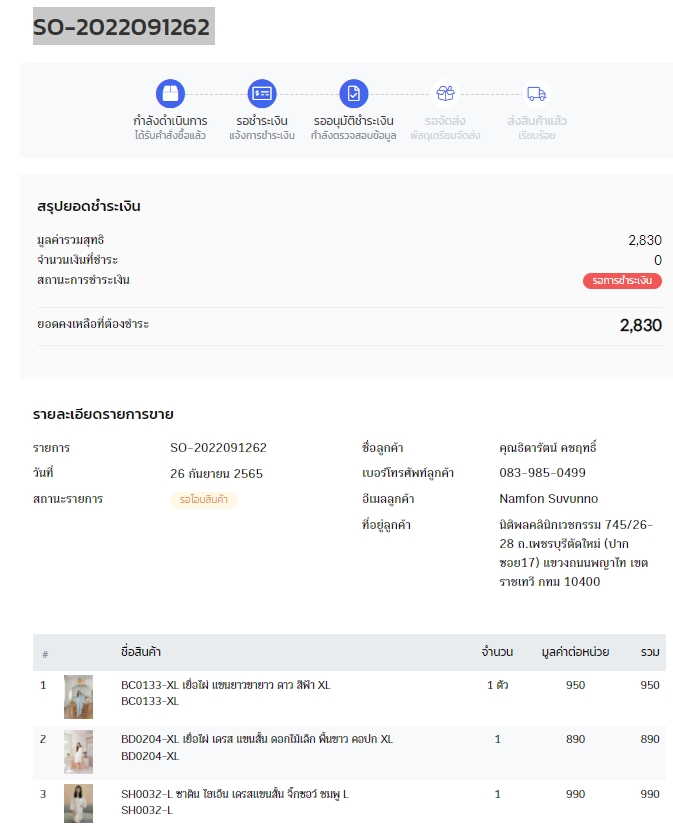 SO-2022091262
กำลังดำเนินการ รอชำระเงิน รออนุมัติชำระเงิน รอจัดส่ง ส่งสินค้าแล้ว
ได้รับคำสั่งซื้อแล้ว แจ้งการชำระเงิน กำลังตรวจสอบข้อมูล พัสดุเตรียมจัดส่ง เรียบร้อย
สรุปยอดชำระเงิน
มูลค่ารวมสุทธิ 2,830
จำนวนเงินที่ชำระ 0
สถานะการชำระเงิน รอการชำระเงิน
ยอดคงเหลือที่ต้องชำระ 2,830
รายละเอียดรายการขาย
รายการ SO-2022091262 ชื่อลูกค้า คุณธิดารัตน์ คชฤทธิ์
วันที่ 26 กันยายน 2565 เบอร์โทรศัพท์ลูกค้า 083-985-0499
สถานะรายการ รอโอนสินค้า อีเมลลูกค้า Namfon Suvunno
ที่อยู่ลูกค้า นิติพลคลินิกเวชกรรม 745/26-
28 ถ.เพชรบุรีตัดใหม่ (ปาก
ซอย17) แขวงถนนพญาไท เขต
ราชเทวี กทม 10400
# ชื่อสินค้า จำนวน มูลค่าต่อหน่วย รวม
1 BC0133-XL เยื่อไผ่ แขนยาวขายาว ดาว สีฟ้า XL 1 ตัว 950 950
BC0133-XL
2 BD0204-XL เยื่อไผ่ เดรส แขนสั้น ดอกไม้เล็ก พื้นขาว คอปก XL 1 890 890
BD0204-XL
3 SH0032-L ซาติน ไฮเอ็น เดรสแขนสั้น จิ๊กซอว์ ชมพู L 1 990 990
SH0032-L